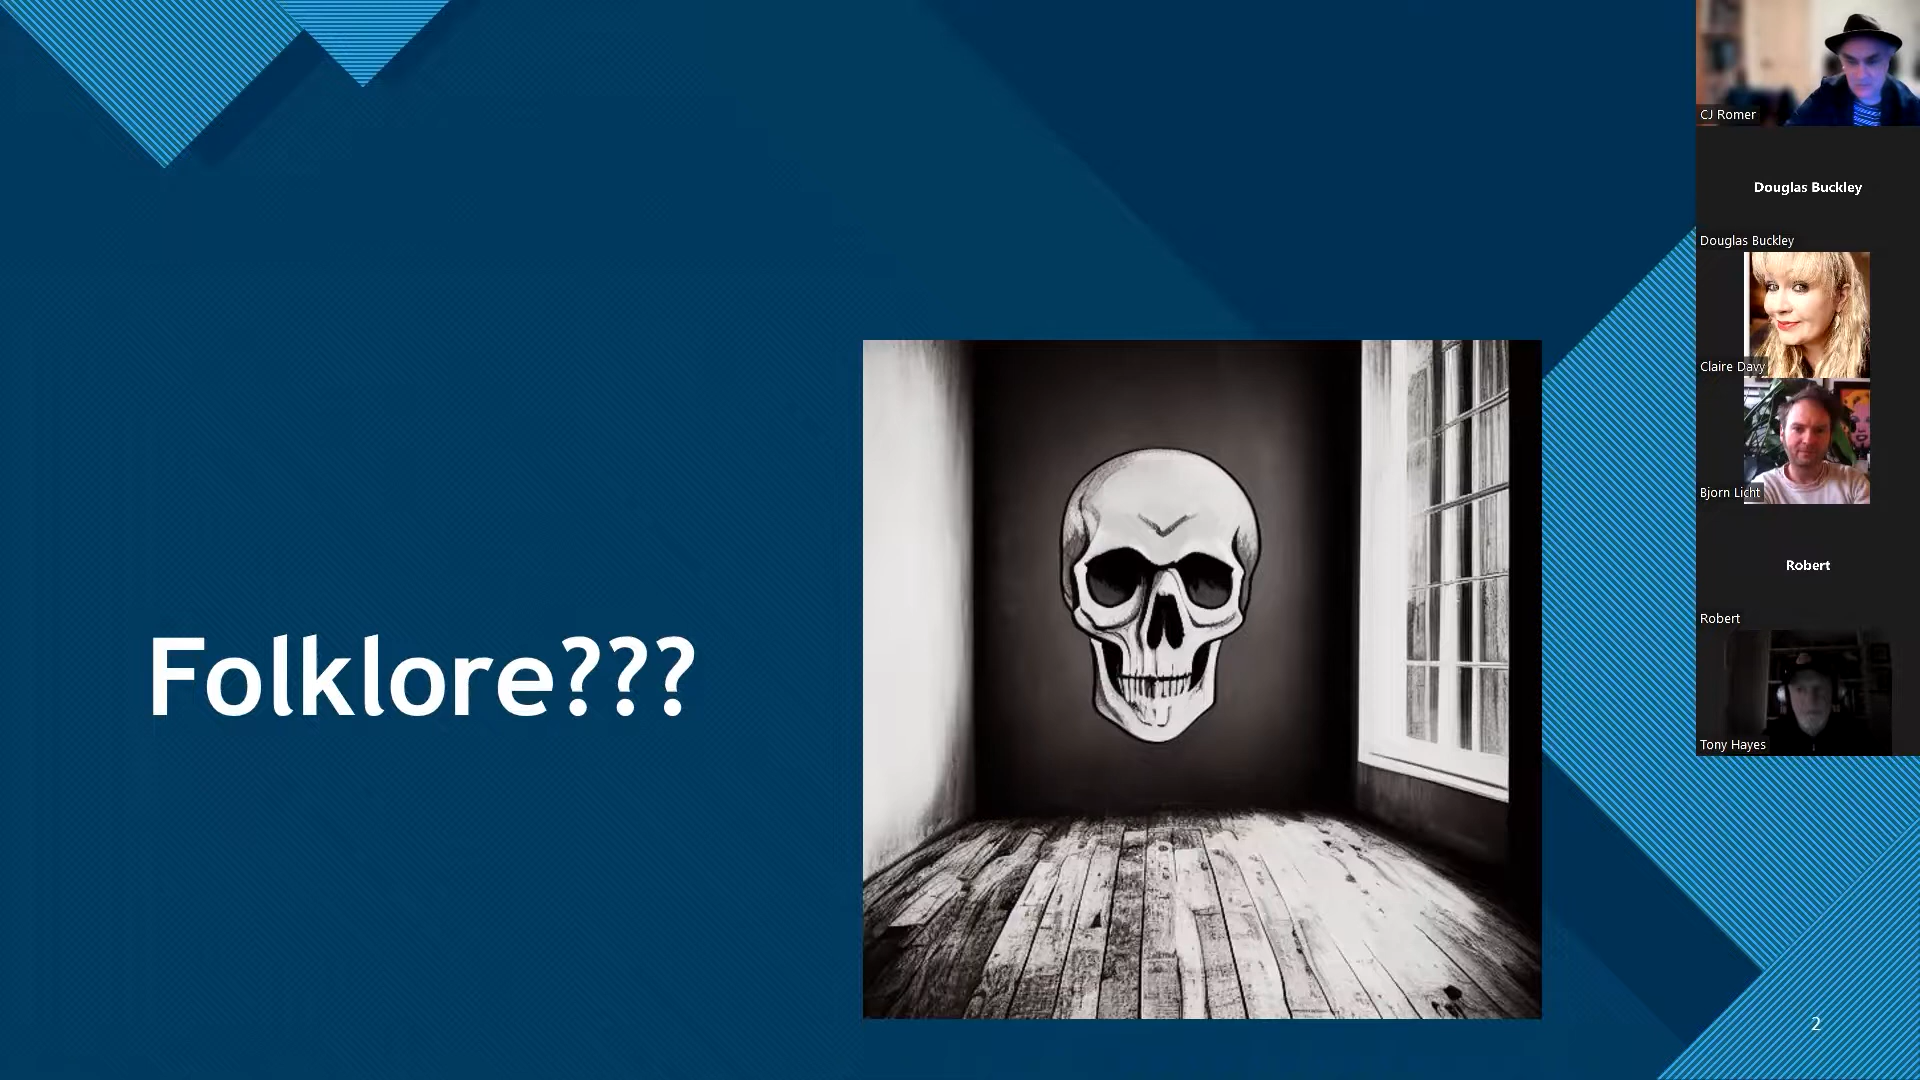 Folklore???
CJ Romer
Douglas Buckley
Douglas Buckley
Claire Davy
Bjorn Licht
Robert
Robert
Tony Hayes
2